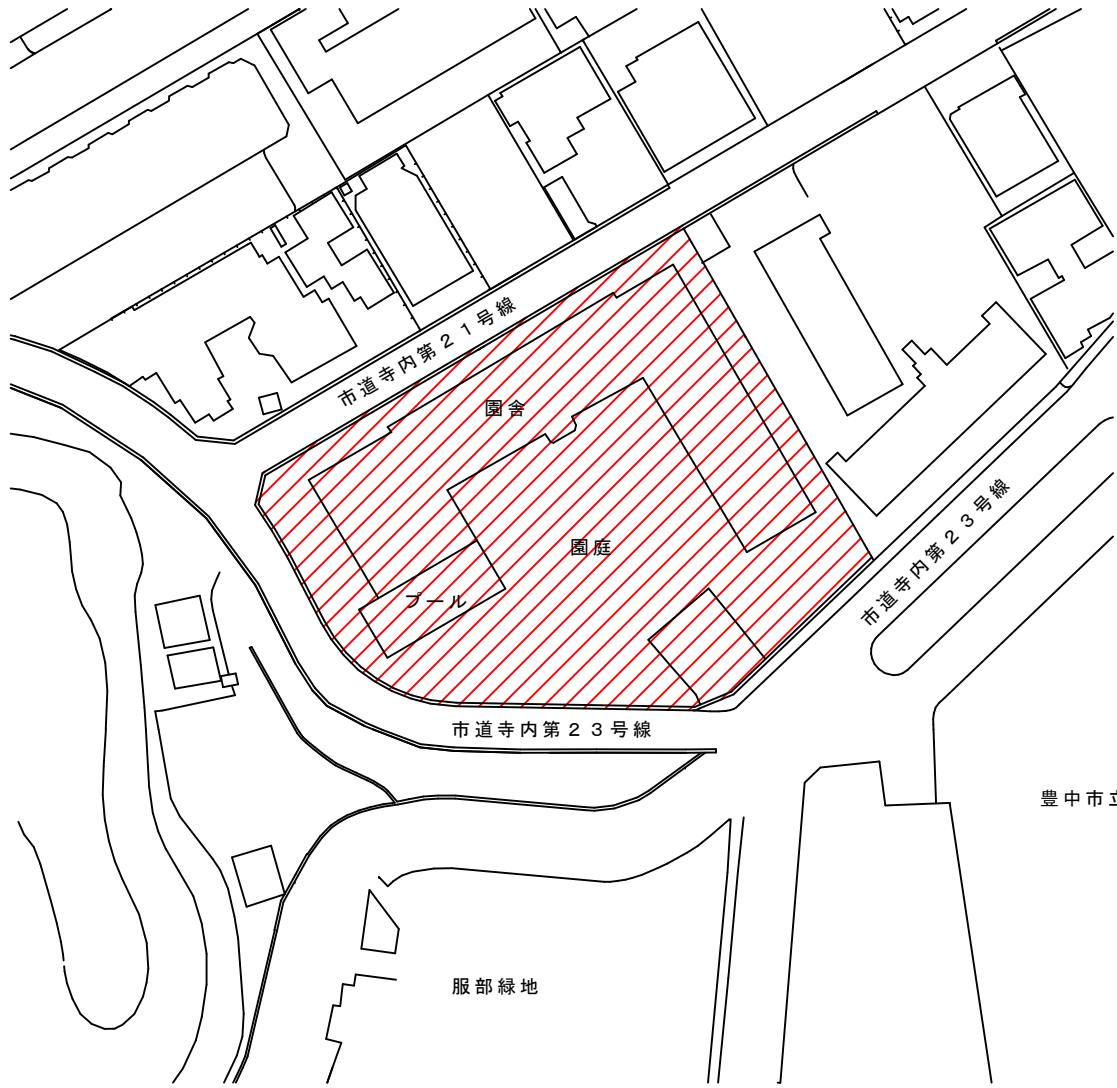 市道寺内第２１号線
園舎
園庭
市道寺内第２３号線
プール
市道寺内第２３号線
豊中市立
服部緑地